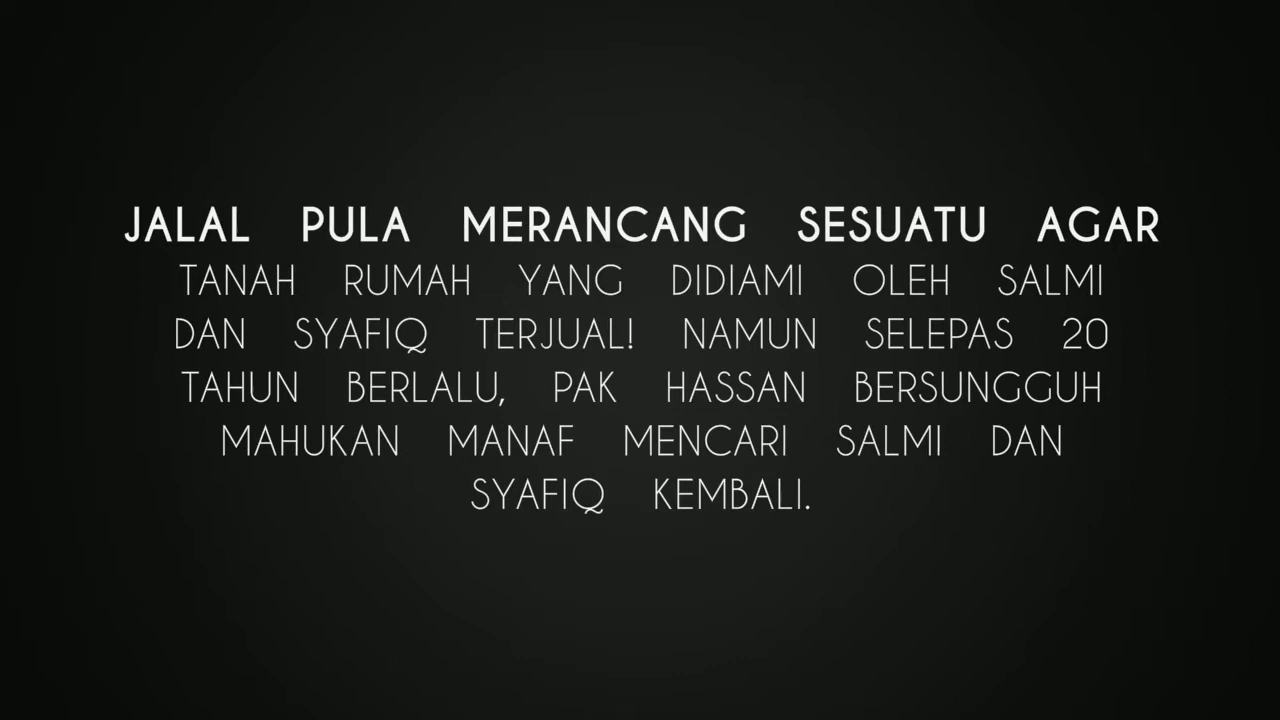 JALAL PULA MERANCANG SESUATU AGAR
TANAH RUMAH YANG DIDIAMI OLEH SALMI
DAN SYAFIQ TERJUAL! NAMUN SELEPAS 20
TAHUN BERLALU, PAK HASSAN BERSUNGGUH
MAHUKAN MANAF MENCARI SALMI DAN
SYAFIQ KEMBALI.